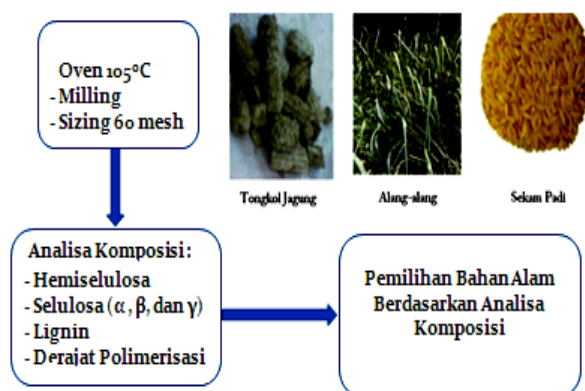 Oven 105°C
- Milling
- Sizing 60 mesh
Tongkol Jagung
Alang-alang
Sekam Padi
Analisa Komposisi :
- Hemiselulosa
- Selulosa (α, β, dan γ)
- Lignin
- Derajat Polimerisasi
Pemilihan Bahan Alam
Berdasarkan Analisa
Komposisi